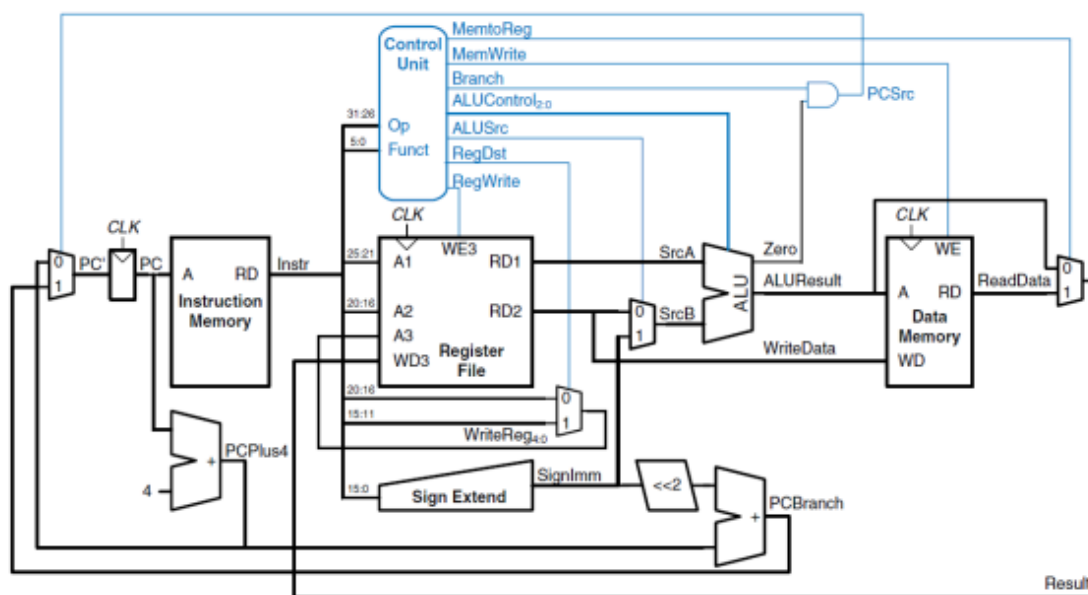 MemtoReg
Control
Unit
MemWrite
Branch
ALUControl2:0
PCSrc
31:26
Op
ALUSrc
5:0
Funct
RegDst
RegWrite
CLK
CLK
CLK
WE3
WE
0
1
PC'
PC
A
RD
Instr
Instruction
Memory
25:21
A1
RD1
SrcA
Zero
ALU
ALUResult
A
RD
ReadData
0
1
20:16
A2
RD2
0
1
SrcB
Data
Memory
A3
WD3
Register
File
WriteData
WD
20:16
0
15:11
1
WriteReg4:0
PCPlus4
+
4
15:0
Sign Extend
SignImm
<<2
PCBranch
+
Result